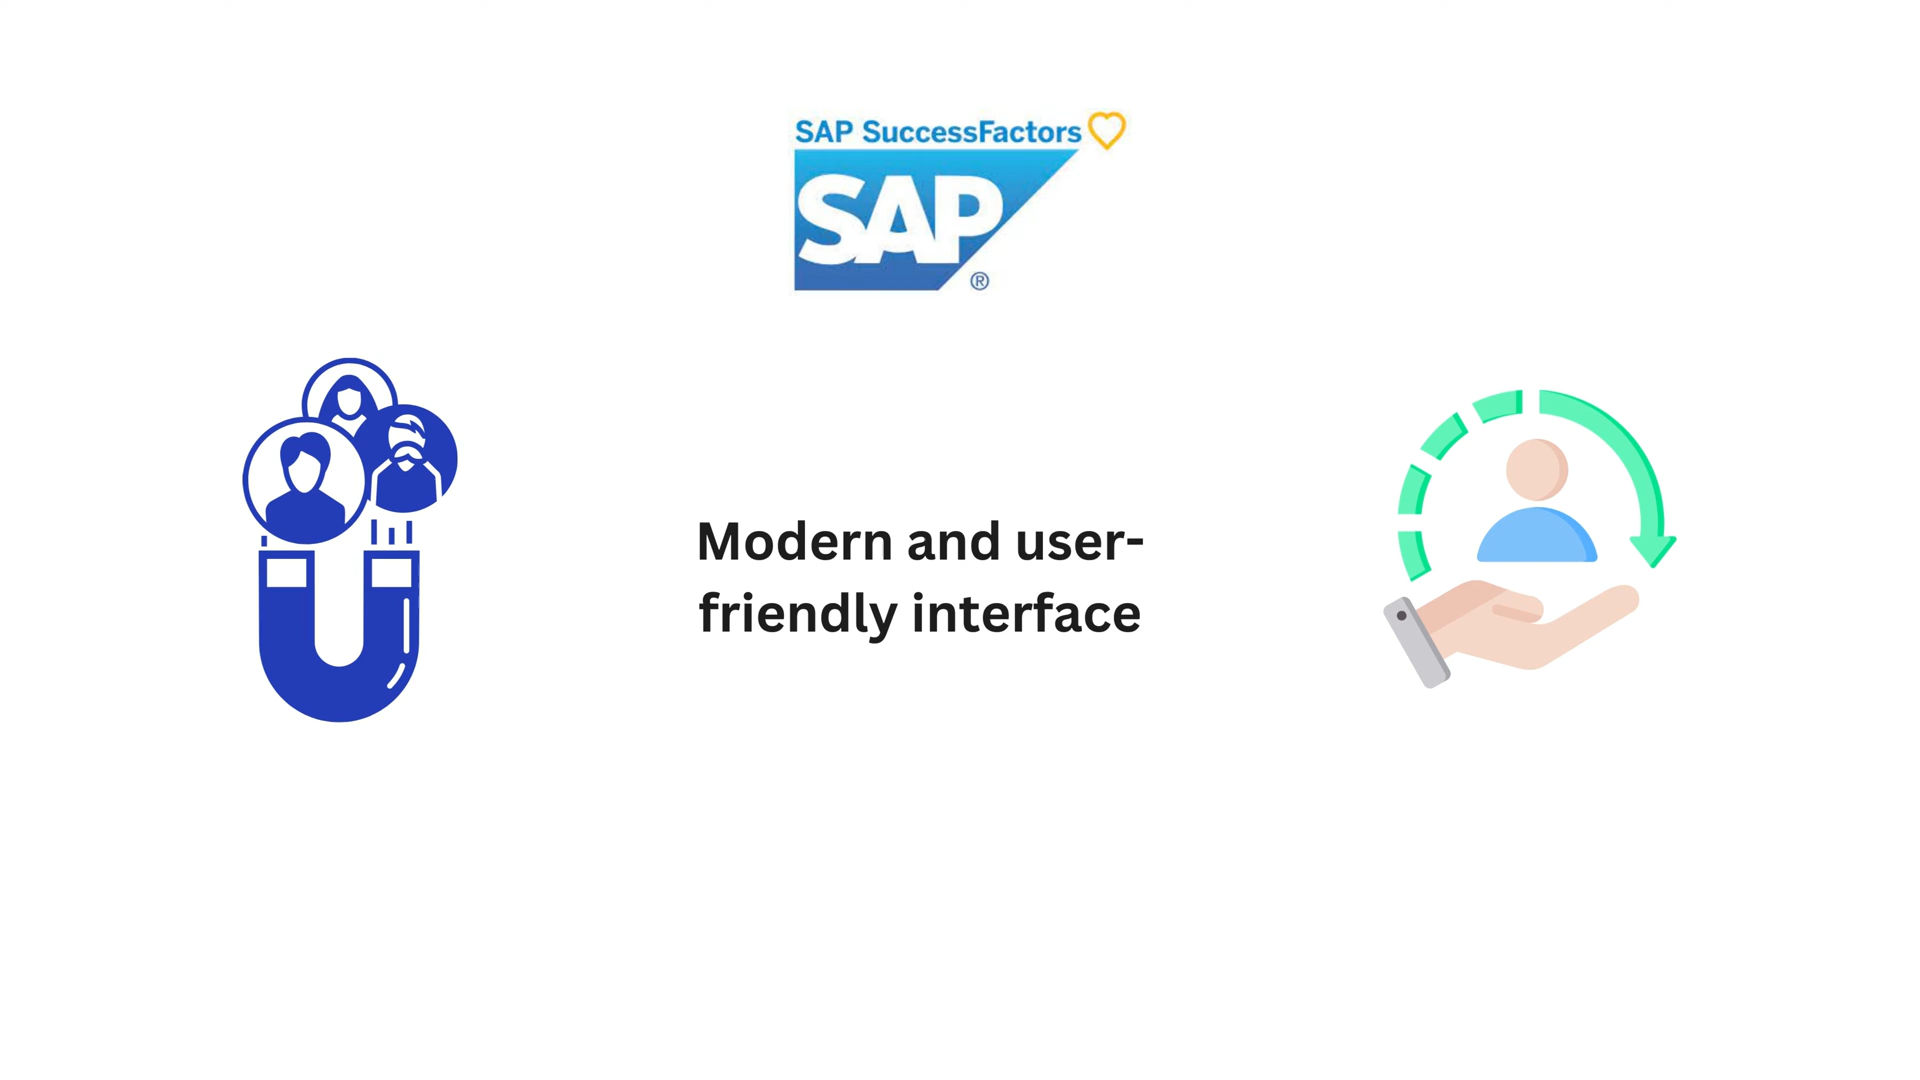 SAP SuccessFactors
SAP
®
Modern and user-
friendly interface